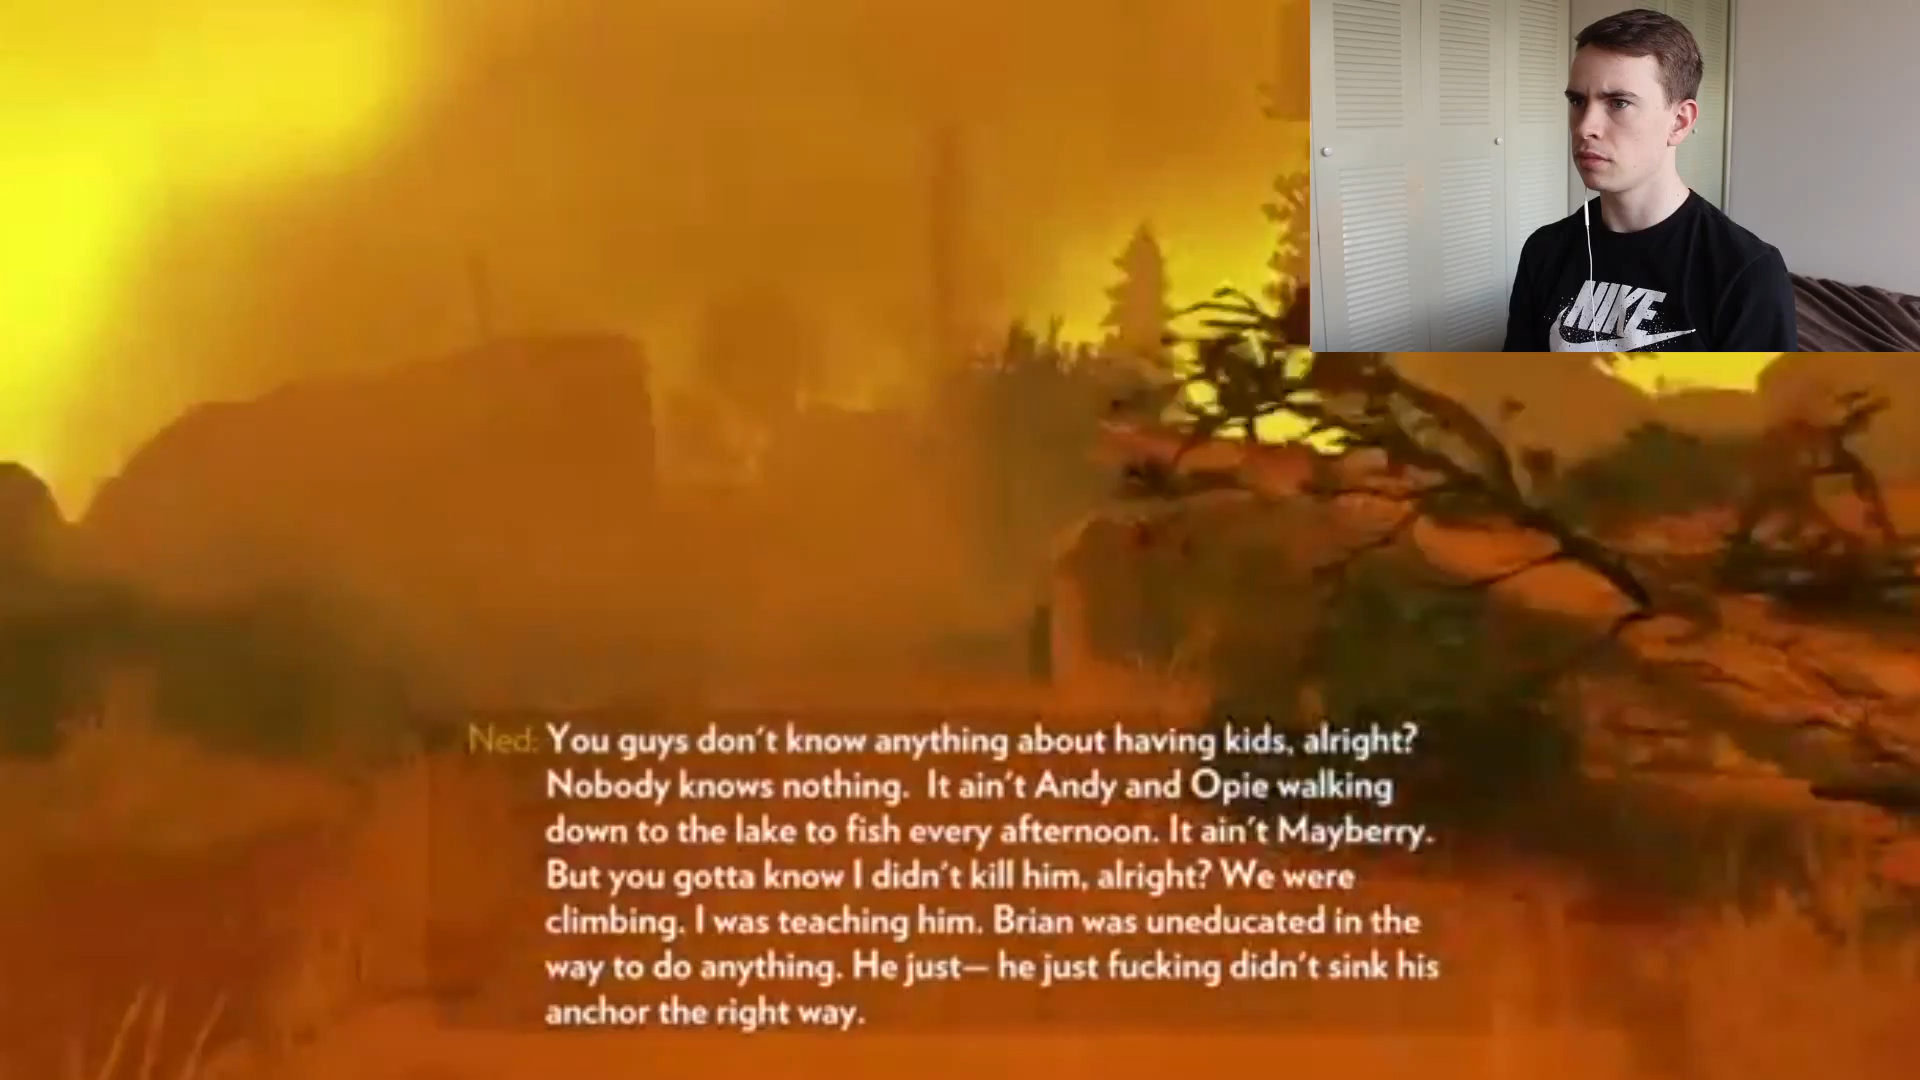 NIKE
Ned: You guys don't know anything about having kids, alright?
Nobody knows nothing. It ain't Andy and Opie walking
down to the lake to fish every afternoon. It ain't Mayberry.
But you gotta know I didn't kill him, alright? We were
climbing. I was teaching him. Brian was uneducated in the
way to do anything. He just— he just fucking didn't sink his
anchor the right way.